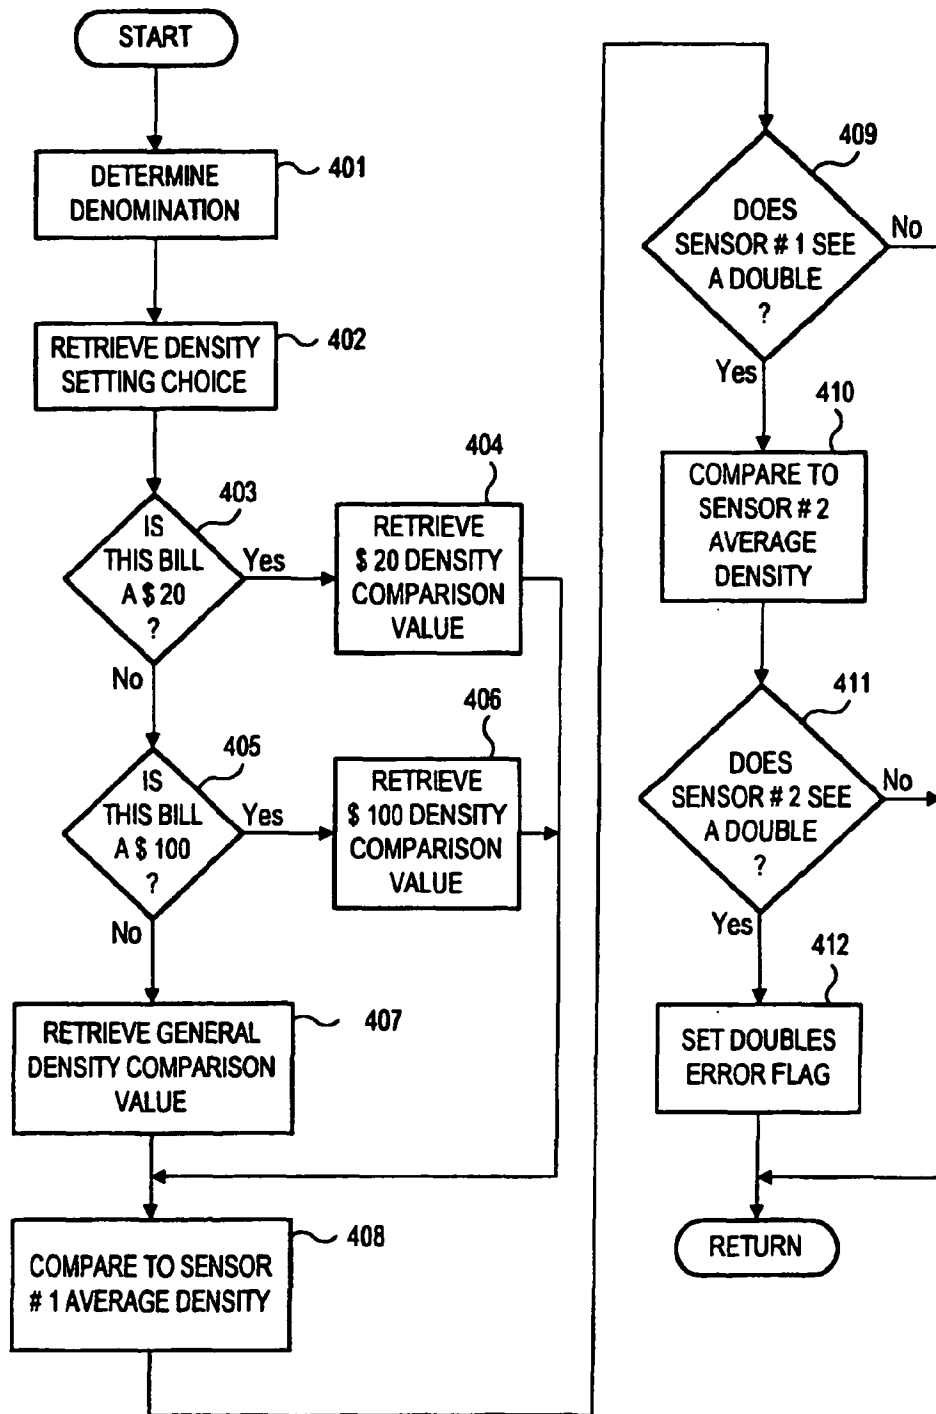 START
DETERMINE
DENOMINATION
401
RETRIEVE DENSITY
SETTING CHOICE
402
IS
THIS BILL
A $ 20
?
403
Yes
No
RETRIEVE
$ 20 DENSITY
COMPARISON
VALUE
404
IS
THIS BILL
A $ 100
?
405
Yes
No
RETRIEVE
$ 100 DENSITY
COMPARISON
VALUE
406
RETRIEVE GENERAL
DENSITY COMPARISON
VALUE
407
COMPARE TO SENSOR
# 1 AVERAGE DENSITY
408
DOES
SENSOR # 1 SEE
A DOUBLE
?
409
No
Yes
COMPARE TO
SENSOR # 2
AVERAGE
DENSITY
410
DOES
SENSOR # 2 SEE
A DOUBLE
?
411
No
Yes
SET DOUBLES
ERROR FLAG
412
RETURN